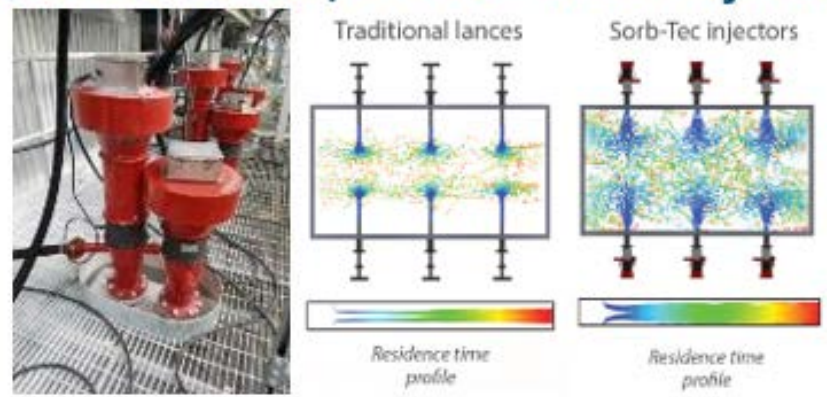 Traditional lances
Sorb-Tec injectors
Residence time
profile
Residence time
profile